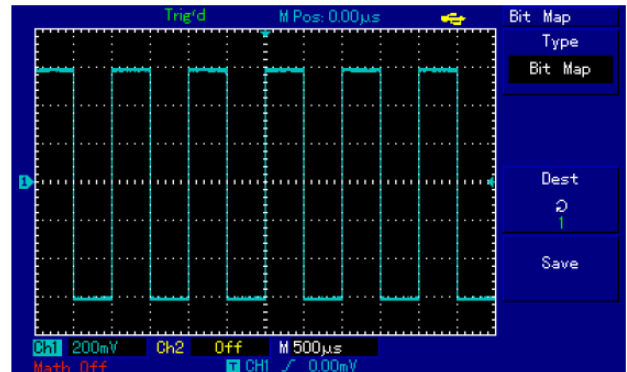 Trig'd M Pos: 0.00μs Bit Map
Type
Bit Map
1
Dest
1
Save
Ch1 200mV Ch2 Off M 500μs
Math Off T CH1 / 0.00mV